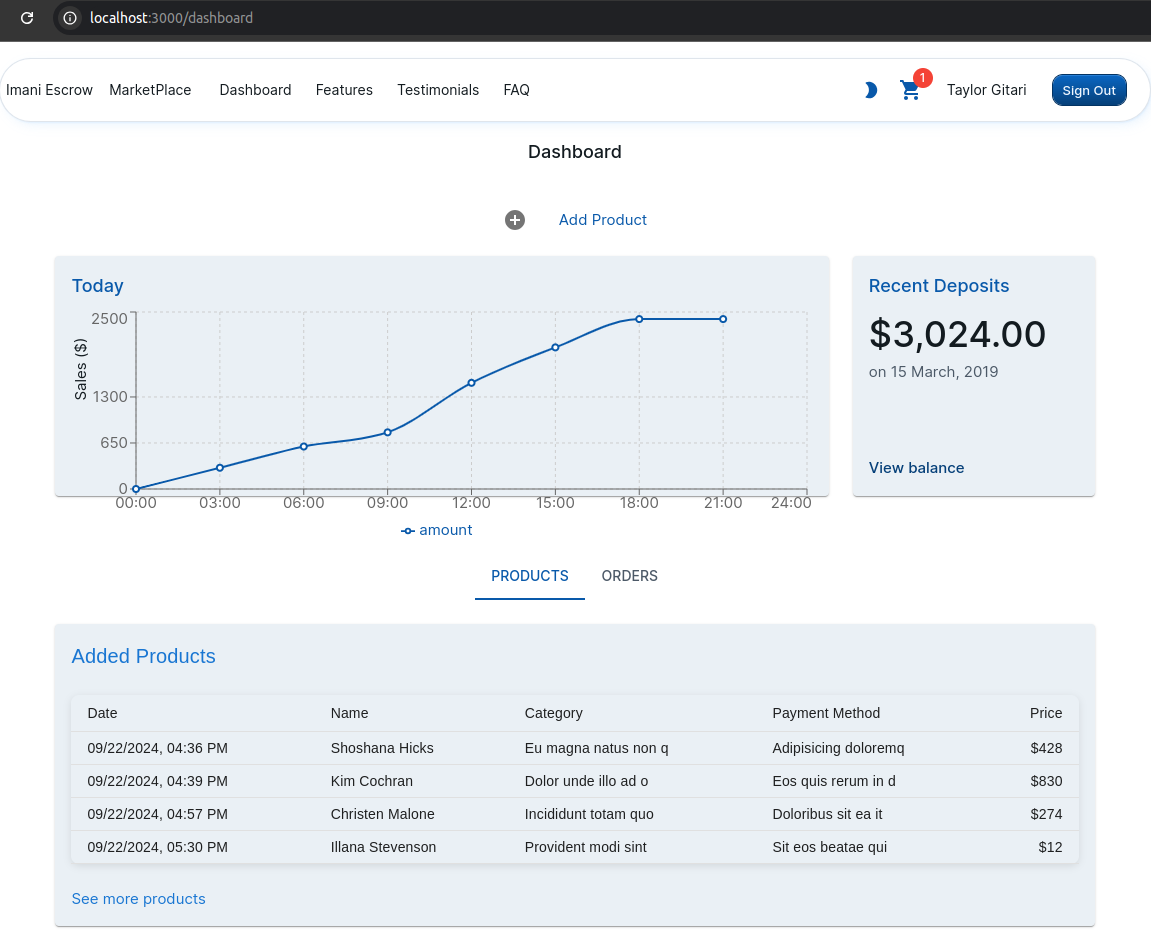 localhost:3000/dashboard
Imani Escrow MarketPlace Dashboard Features Testimonials FAQ 1 Taylor Gitari Sign Out
Dashboard
Add Product
Today
2500
1300
650
0
Sales ($)
00:00 03:00 06:00 09:00 12:00 15:00 18:00 21:00 24:00
amount
Recent Deposits
$3,024.00
on 15 March, 2019
View balance
PRODUCTS ORDERS
Added Products
Date Name Category Payment Method Price
09/22/2024, 04:36 PM Shoshana Hicks Eu magna natus non q Adipisicing doloremq $428
09/22/2024, 04:39 PM Kim Cochran Dolor unde illo ad o Eos quis rerum in d $830
09/22/2024, 04:57 PM Christen Malone Incididunt totam quo Doloribus sit ea it $274
09/22/2024, 05:30 PM Illana Stevenson Provident modi sint Sit eos beatae qui $12
See more products